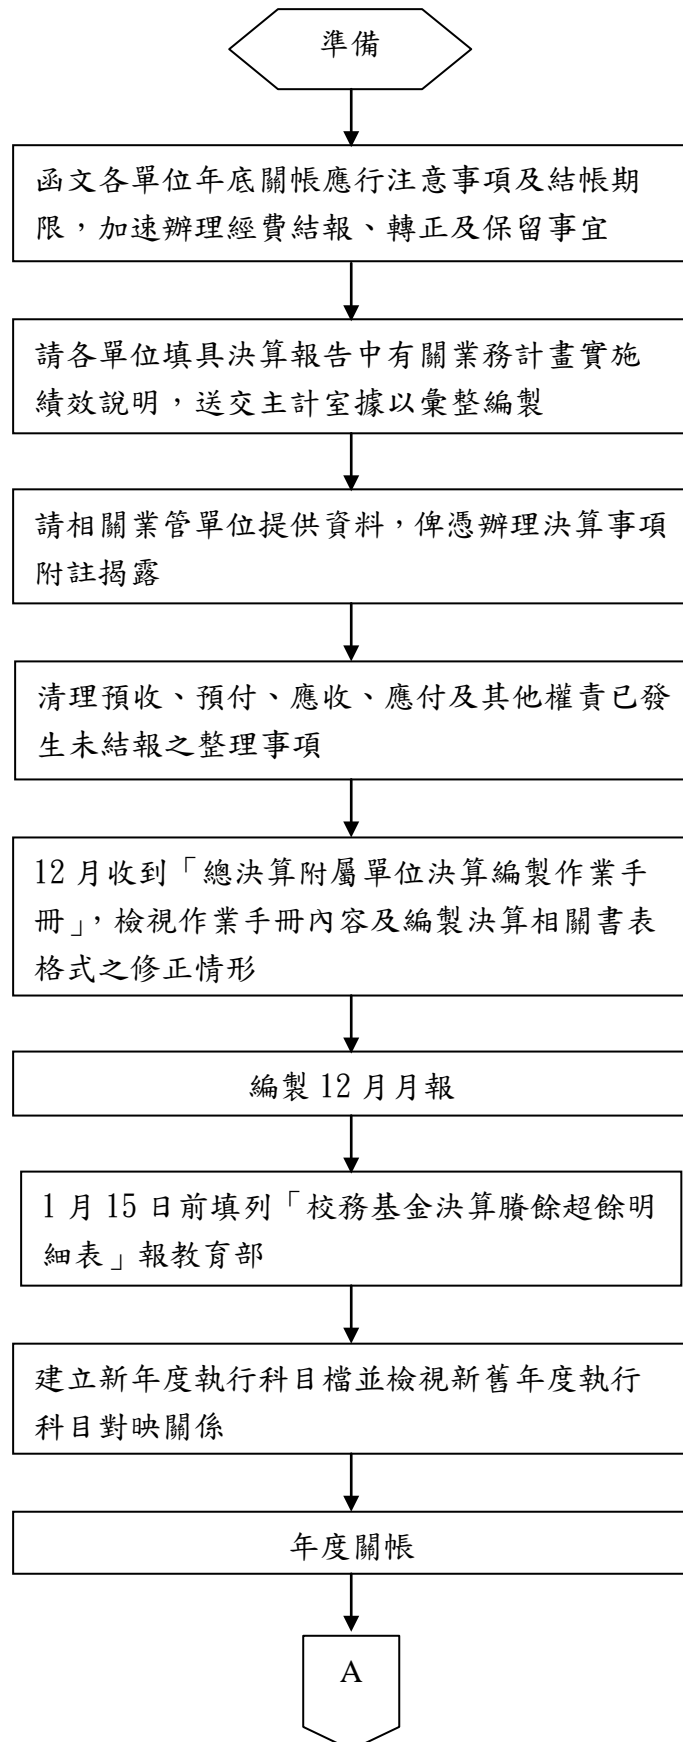 準備
函文各單位年底關帳應行注意事項及結帳期
限，加速辦理經費結報、轉正及保留事宜
請各單位填具決算報告中有關業務計畫實施
績效說明，送交主計室據以彙整編製
請相關業管單位提供資料，俾憑辦理決算事項
附註揭露
清理預收、預付、應收、應付及其他權責已發
生未結報之整理事項
12 月收到「總決算附屬單位決算編製作業手
冊」，檢視作業手冊內容及編製決算相關書表
格式之修正情形
編製 12 月月報
1 月 15 日前填列「校務基金決算賸餘超餘明
細表」報教育部
建立新年度執行科目檔並檢視新舊年度執行
科目對映關係
年度關帳
A